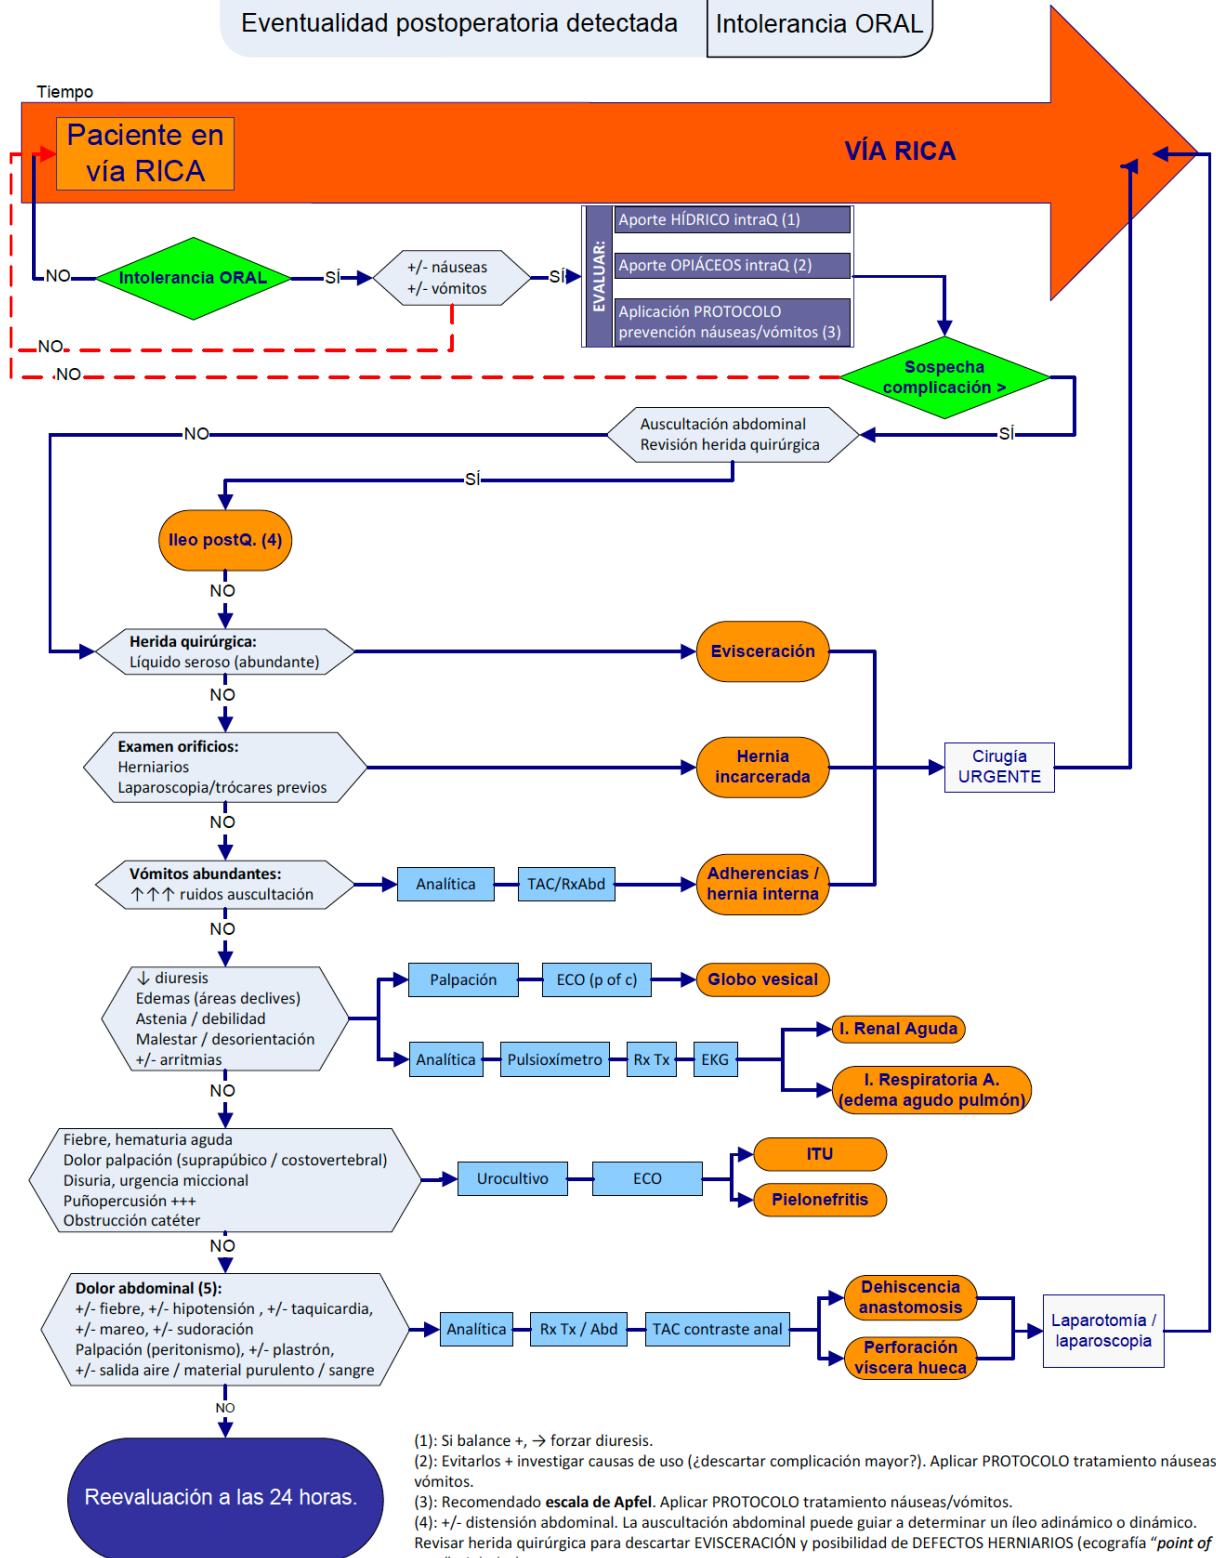 Eventualidad postoperatoria detectada
Intolerancia ORAL
Tiempo
Paciente en
vía RICA
VÍA RICA
Intolerancia ORAL
NO
SÍ
+/- náuseas
+/- vómitos
SÍ
EVALUAR:
Aporte HÍDRICO intraQ (1)
Aporte OPIÁCEOS intraQ (2)
Aplicación PROTOCOLO
prevención náuseas/vómitos (3)
NO
NO
Sospecha
complicación >
SÍ
Auscultación abdominal
Revisión herida quirúrgica
NO
SÍ
Ileo postQ. (4)
NO
Herida quirúrgica:
Líquido seroso (abundante)
Evisceración
NO
Examen orificios:
Herniarios
Laparoscopia/trócares previos
Hernia
incarcerada
Cirugía
URGENTE
NO
Vómitos abundantes:
↑↑↑ ruidos auscultación
Analítica
TAC/RxAbd
Adherencias /
hernia interna
NO
↓ diuresis
Edemas (áreas declives)
Astenia / debilidad
Malestar / desorientación
+/- arritmias
Palpación
ECO (p of c)
Globo vesical
Analítica
Pulsioxímetro
Rx Tx
EKG
I. Renal Aguda
I. Respiratoria A.
(edema agudo pulmón)
NO
Fiebre, hematuria aguda
Dolor palpación (suprapúbico / costovertebral)
Disuria, urgencia miccional
Puñopercusión +++
Obstrucción catéter
Urocultivo
ECO
ITU
Pielonefritis
NO
Dolor abdominal (5):
+/- fiebre, +/- hipotensión , +/- taquicardia,
+/- mareo, +/- sudoración
Palpación (peritonismo), +/- plastrón,
+/- salida aire / material purulento / sangre
Analítica
Rx Tx / Abd
TAC contraste anal
Dehiscencia
anastomosis
Perforación
víscera hueca
Laparotomía /
laparoscopia
NO
Reevaluación a las 24 horas.
(1): Si balance +, → forzar diuresis.
(2): Evitarlos + investigar causas de uso (¿descartar complicación mayor?). Aplicar PROTOCOLO tratamiento náuseas
vómitos.
(3): Recomendado escala de Apfel. Aplicar PROTOCOLO tratamiento náuseas/vómitos.
(4): +/- distensión abdominal. La auscultación abdominal puede guiar a determinar un íleo adinámico o dinámico.
Revisar herida quirúrgica para descartar EVISCERACIÓN y posibilidad de DEFECTOS HERNIARIOS (ecografía "point of